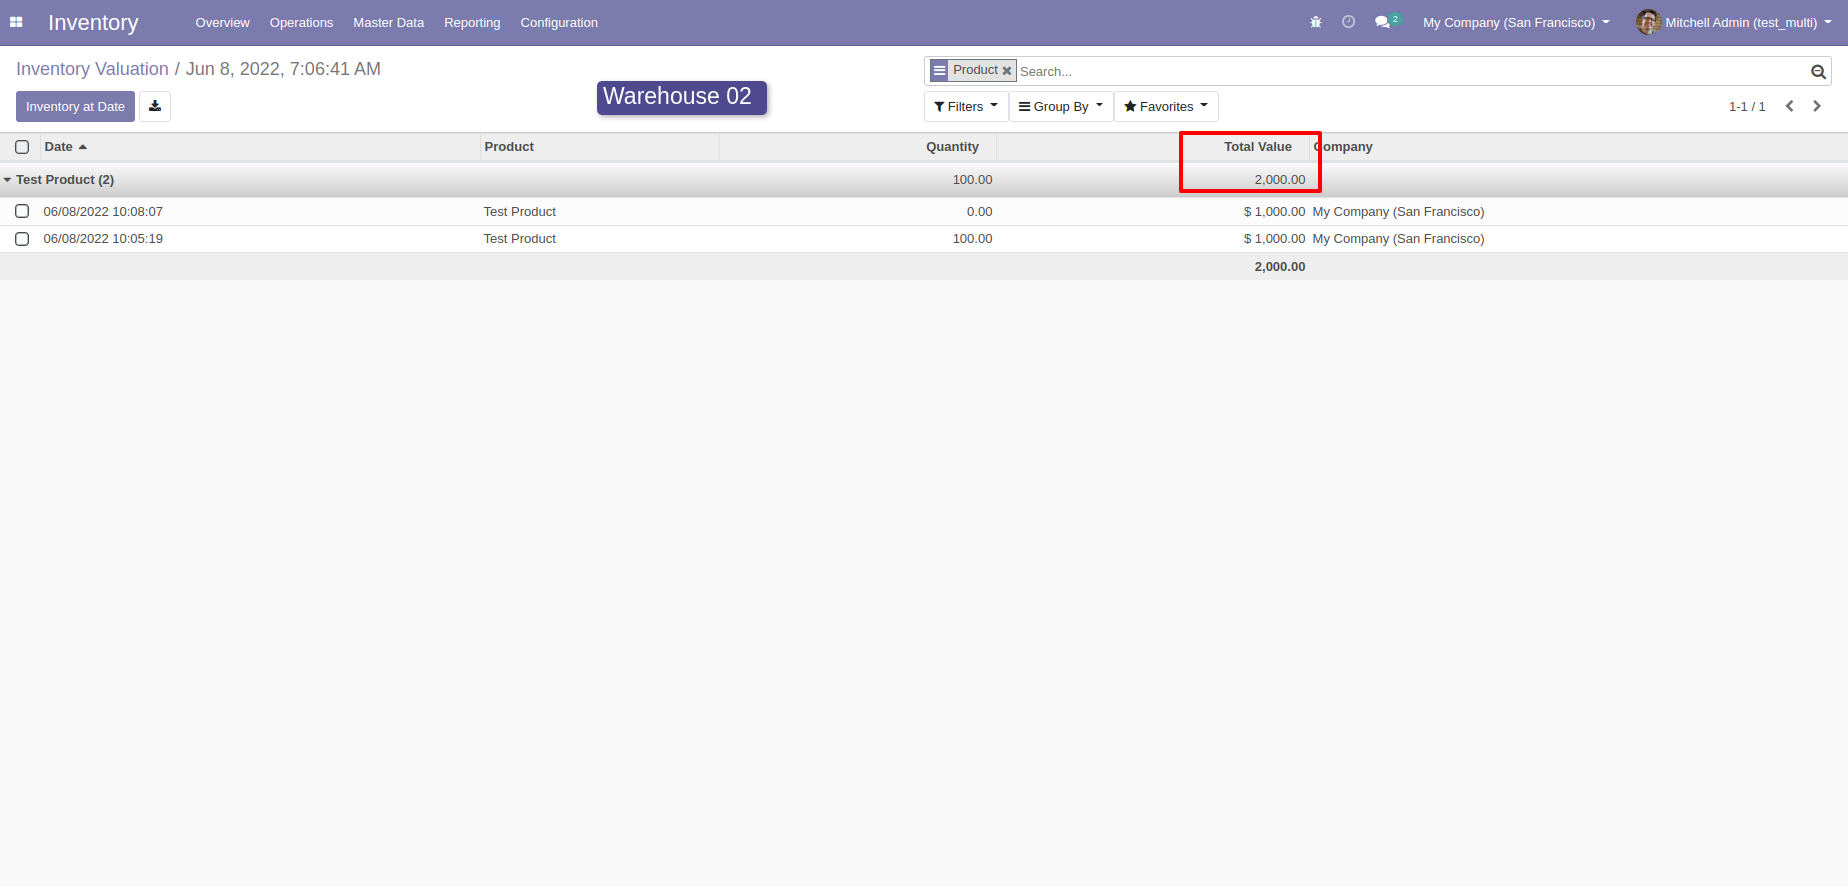 Inventory Overview Operations Master Data Reporting Configuration 2 My Company (San Francisco) Mitchell Admin (test_multi)
Inventory Valuation / Jun 8, 2022, 7:06:41 AM
Product Search...
Warehouse 02
Inventory at Date Filters Group By Favorites 1-1 / 1
Date Product Quantity Total Value Company
Test Product (2) 100.00 2,000.00
06/08/2022 10:08:07 Test Product 0.00 $ 1,000.00 My Company (San Francisco)
06/08/2022 10:05:19 Test Product 100.00 $ 1,000.00 My Company (San Francisco)
2,000.00